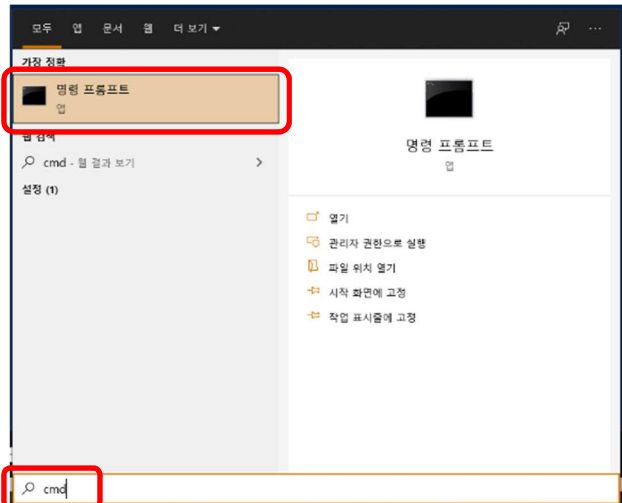 모두 앱 문서 웹 더 보기
가장 정확
명령 프롬프트
앱
웹 검색
cmd - 웹 결과 보기
설정 (1)
명령 프롬프트
앱
열기
관리자 권한으로 실행
파일 위치 열기
시작 화면에 고정
작업 표시줄에 고정
cmd